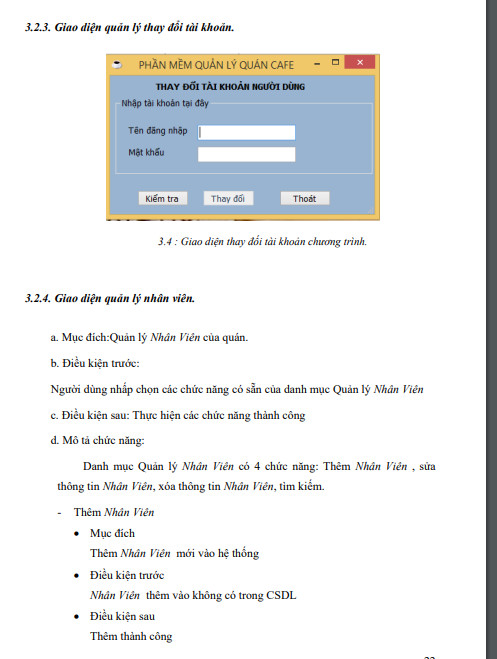 3.2.3. Giao diện quản lý thay đổi tài khoản.
PHẦN MỀM QUẢN LÝ QUÁN CAFE
THAY ĐỔI TÀI KHOẢN NGƯỜI DÙNG
Nhập tài khoản tại đây
Tên đăng nhập
Mật khẩu
Kiểm tra Thay đổi Thoát
3.4 : Giao diện thay đổi tài khoản chương trình.
3.2.4. Giao diện quản lý nhân viên.
a. Mục đích:Quản lý Nhân Viên của quán.
b. Điều kiện trước:
Người dùng nhấp chọn các chức năng có sẵn của danh mục Quản lý Nhân Viên
c. Điều kiện sau: Thực hiện các chức năng thành công
d. Mô tả chức năng:
Danh mục Quản lý Nhân Viên có 4 chức năng: Thêm Nhân Viên , sửa
thông tin Nhân Viên, xóa thông tin Nhân Viên, tìm kiếm.
- Thêm Nhân Viên
• Mục đích
Thêm Nhân Viên mới vào hệ thống
• Điều kiện trước
Nhân Viên thêm vào không có trong CSDL
• Điều kiện sau
Thêm thành công